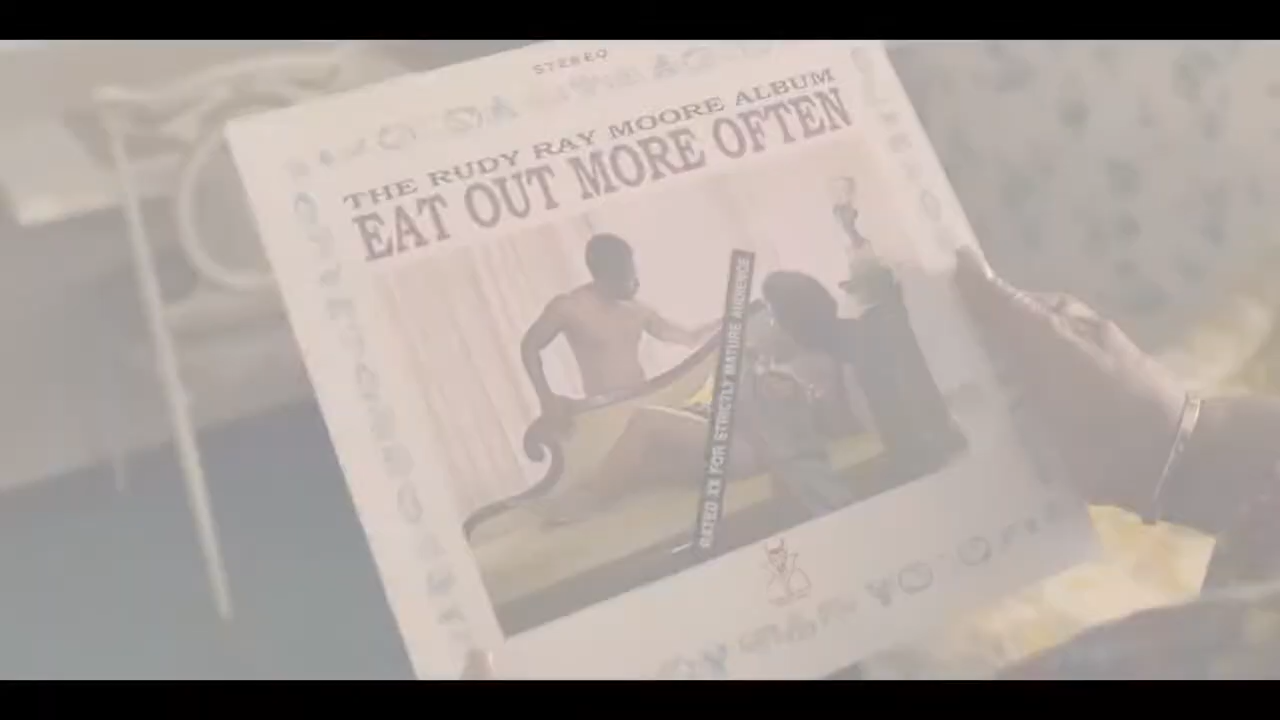 STEREO
THE RUDY RAY MOORE ALBUM
EAT OUT MORE OFTEN
RATED XX FOR STRICTLY MATURE AUDIENCE